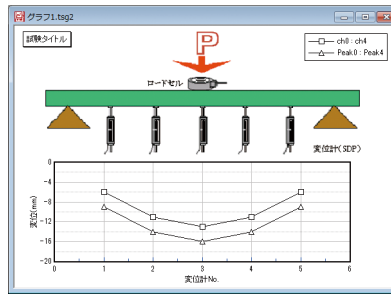 グラフ1.tsg2
試験タイトル
P
ch0 : ch4
Peak0 : Peak4
ロードセル
変位計(SDP)
変位(mm)
0
-4
-8
-12
-16
-20
0 1 2 3 4 5 6
変位計No.